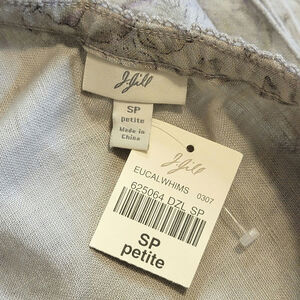 J.Jill
SP
petite
Made in
China
J.Jill
EUCALWHIMS 0307
625064 DZL SP
SP
petite